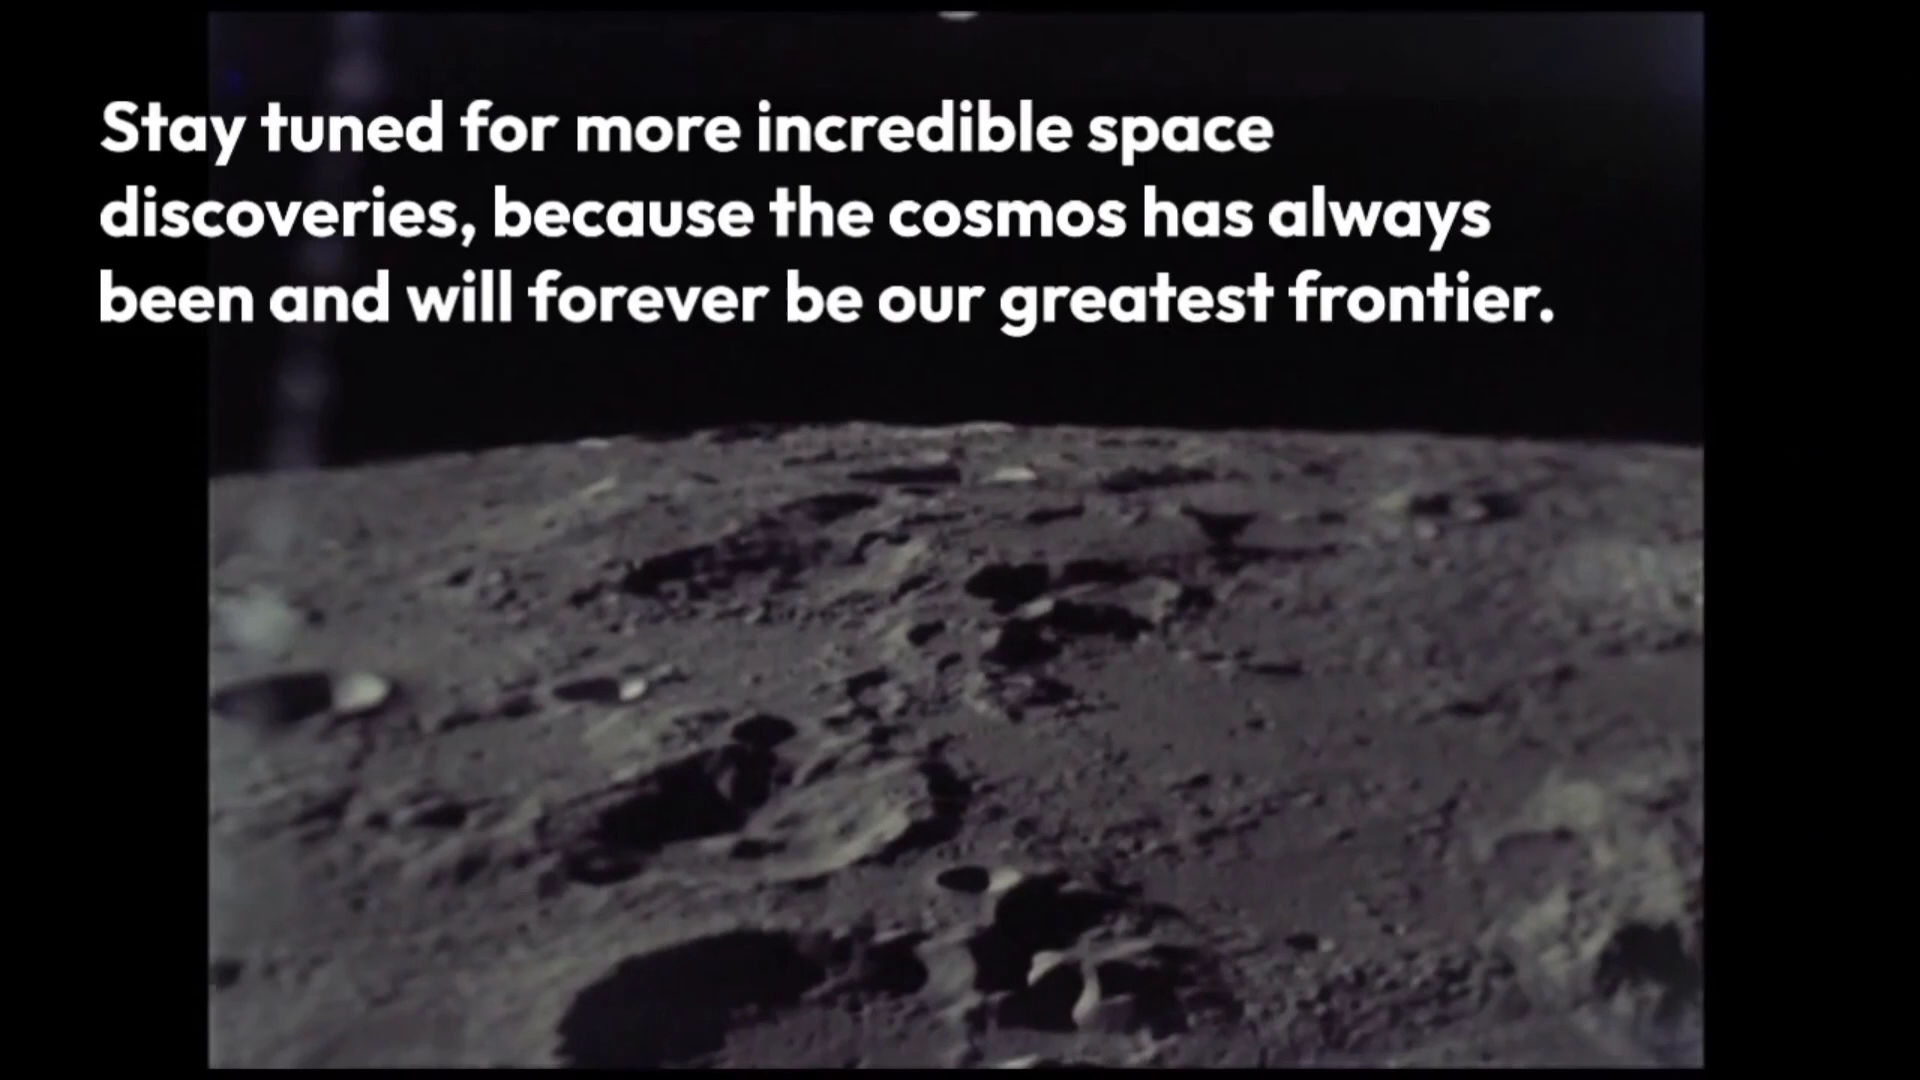 Stay tuned for more incredible space
discoveries, because the cosmos has always
been and will forever be our greatest frontier.